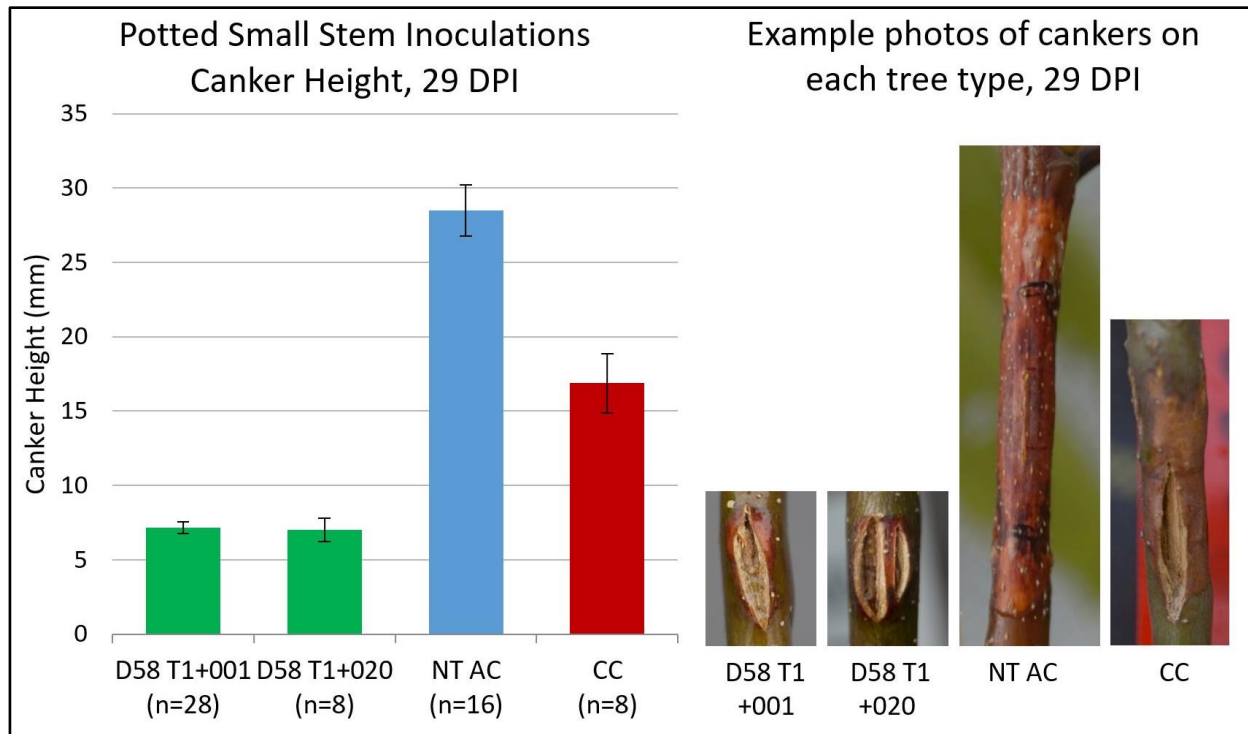 Potted Small Stem Inoculations
Canker Height, 29 DPI
Canker Height (mm)
35
30
25
20
15
10
5
0
D58 T1+001
(n=28)
D58 T1+020
(n=8)
NT AC
(n=16)
CC
(n=8)
Example photos of cankers on
each tree type, 29 DPI
D58 T1
+001
D58 T1
+020
NT AC
CC